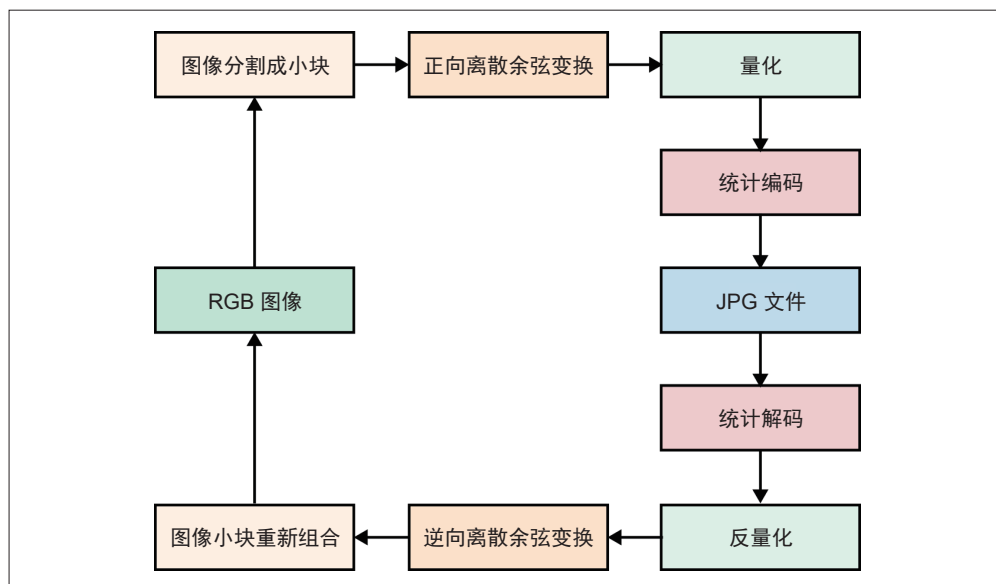 图像分割成小块
正向离散余弦变换
量化
统计编码
RGB 图像
JPG 文件
统计解码
图像小块重新组合
逆向离散余弦变换
反量化